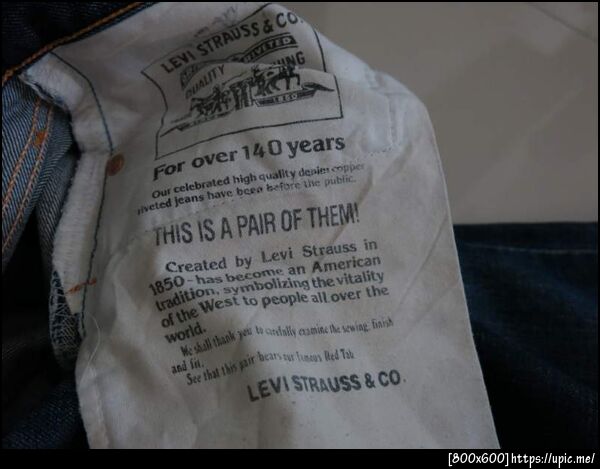 LEVI STRAUSS & CO.
RIVETED
QUALITY
1850
For over 140 years
Our celebrated high quality denim copper
riveted jeans have been before the public.
THIS IS A PAIR OF THEM!
Created by Levi Strauss in
1850-has become an American
tradition, symbolizing the vitality
of the West to people all over the
world.
We shall thank you to carefully examine the sewing, finish
and fit.
See that this pair bears our famous Red Tab
LEVI STRAUSS & CO.
[800x600]https://upic.me/